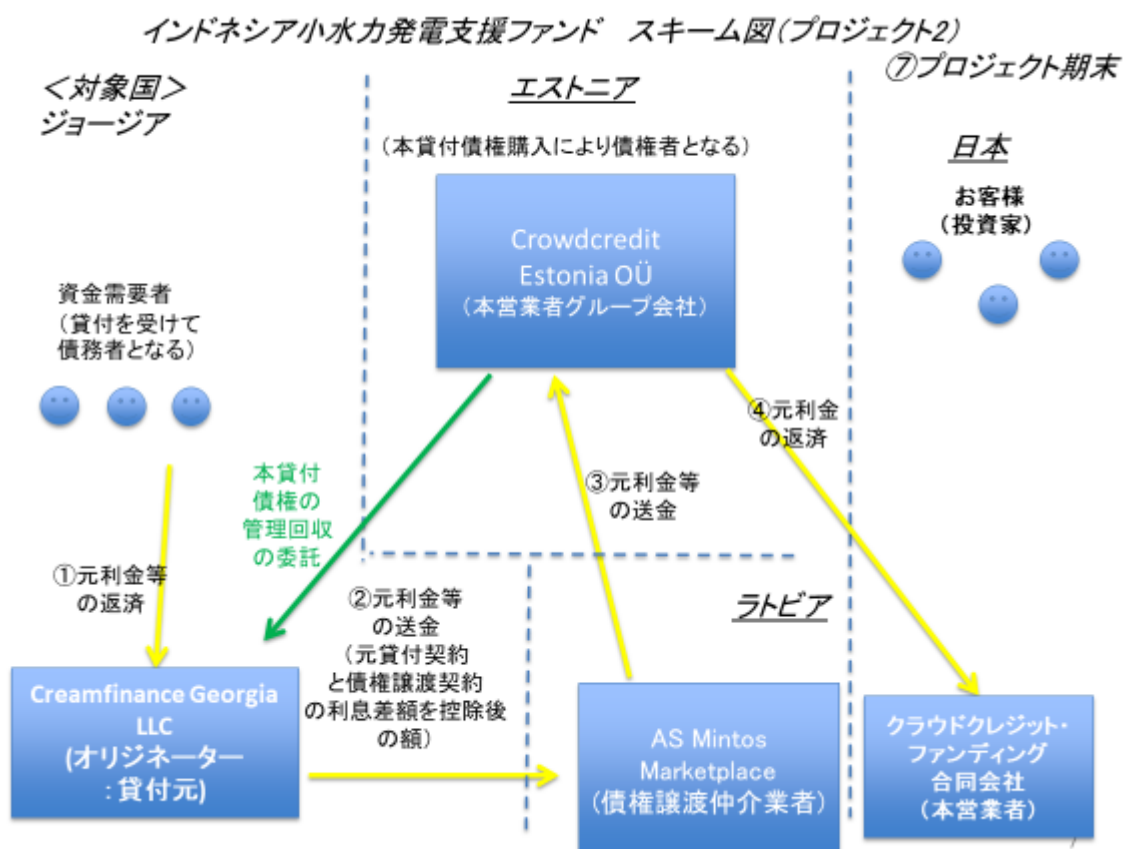 インドネシア小水力発電支援ファンド　スキーム図(プロジェクト2)
⑦プロジェクト期末
＜対象国＞
ジョージア
エストニア
(本貸付債権購入により債権者となる)
日本
お客様
(投資家)
Crowdcredit
Estonia OÜ
(本営業者グループ会社)
資金需要者
(貸付を受けて
債務者となる)
本貸付
債権の
管理回収
の委託
④元利金
の返済
③元利金等
の送金
①元利金等
の返済
②元利金等
の送金
(元貸付契約
と債権譲渡契約
の利息差額を控除後
の額)
ラトビア
Creamfinance Georgia
LLC
(オリジネーター
:貸付元)
AS Mintos
Marketplace
(債権譲渡仲介業者)
クラウドクレジット・
ファンディング
合同会社
(本営業者)